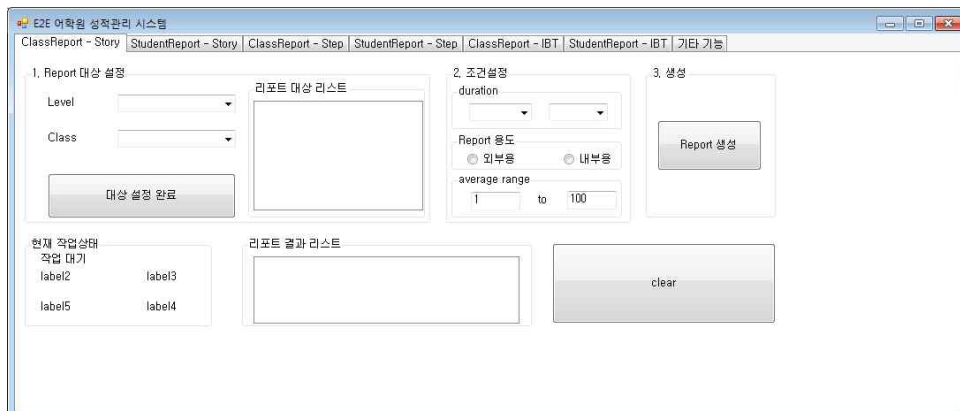 E2E 어학원 성적관리 시스템
ClassReport - Story StudentReport - Story ClassReport - Step StudentReport - Step ClassReport - IBT StudentReport - IBT 기타 기능
1. Report 대상 설정
Level
Class
대상 설정 완료
리포트 대상 리스트
2. 조건설정
duration
Report 용도
외부용 내부용
average range
1 to 100
3. 생성
Report 생성
현재 작업상태
작업 대기
label2 label3
label5 label4
리포트 결과 리스트
clear